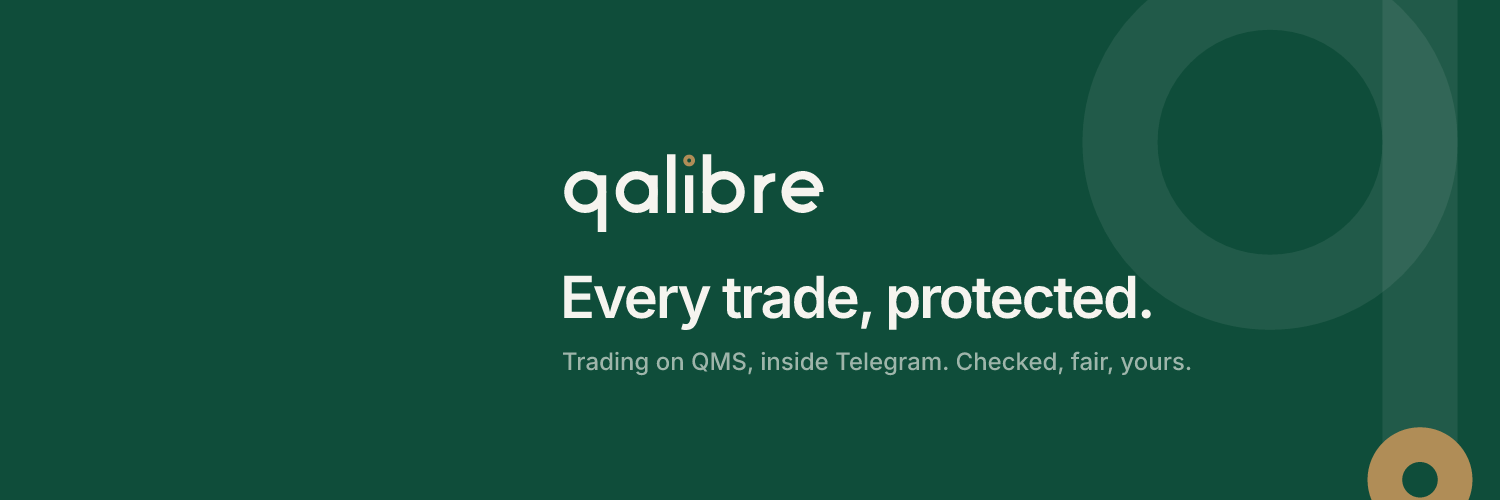 qalibre
Every trade, protected.
Trading on QMS, inside Telegram. Checked, fair, yours.